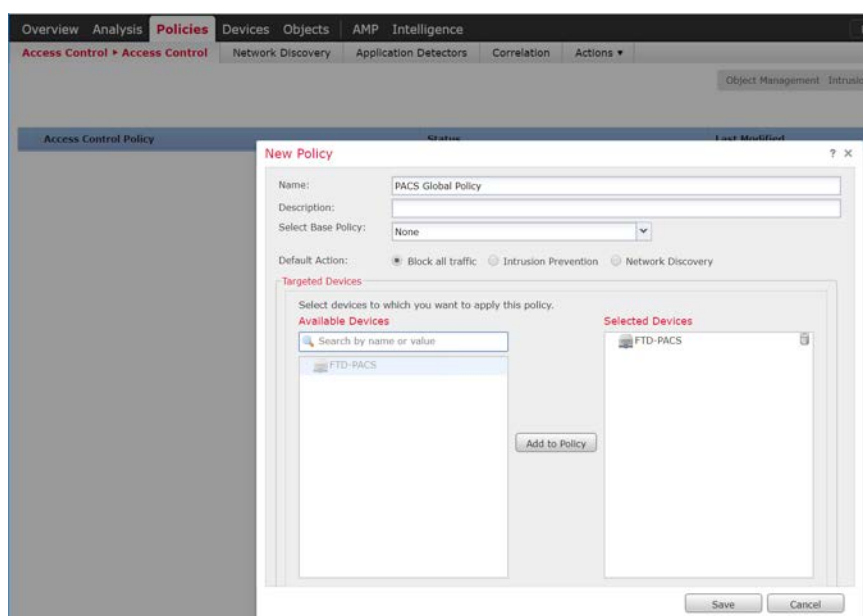 Overview Analysis Policies Devices Objects AMP Intelligence
Access Control ▸ Access Control Network Discovery Application Detectors Correlation Actions ▾
Object Management
Access Control Policy Status Last Modified
New Policy ? ×
Name: PACS Global Policy
Description:
Select Base Policy: None
Default Action: Block all traffic Intrusion Prevention Network Discovery
Targeted Devices
Select devices to which you want to apply this policy.
Available Devices Selected Devices
Search by name or value FTD-PACS
FTD-PACS
Add to Policy
Save Cancel